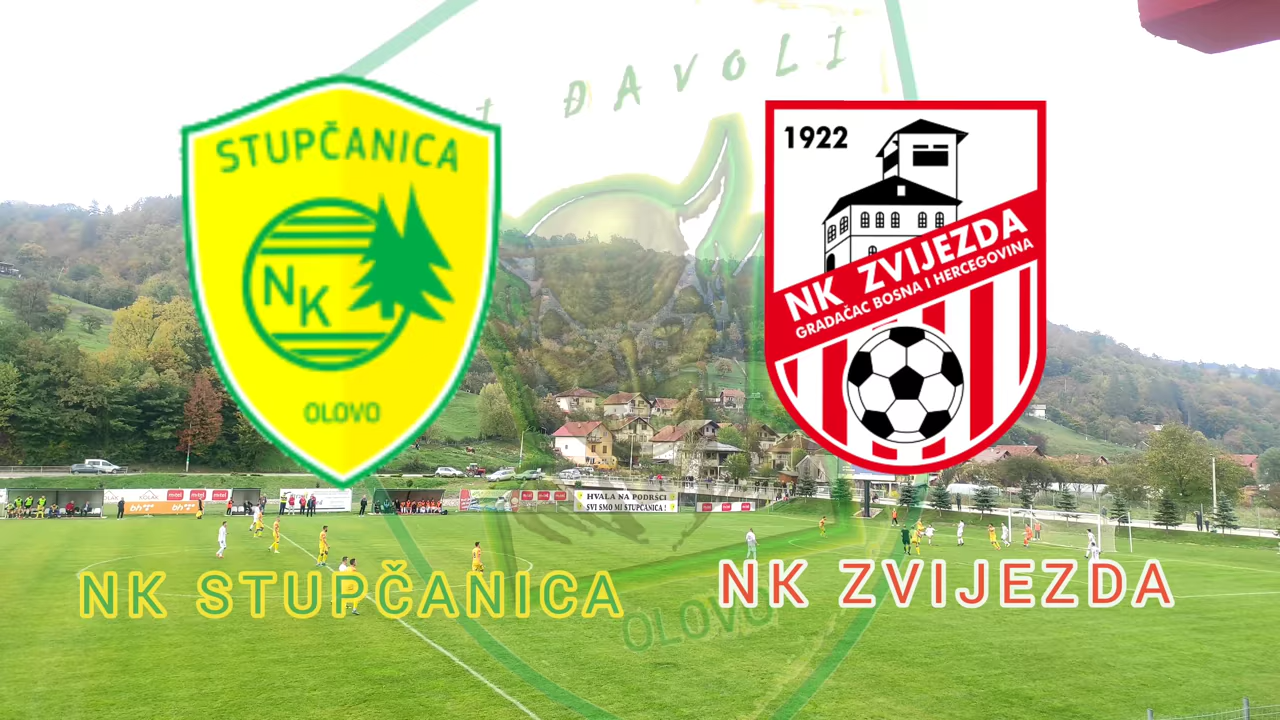 ĐAVOLI
STUPČANICA
NK
OLOVO
1922
NK ZVIJEZDA
GRADAČAC BOSNA I HERCEGOVINA
HVALA NA PODRŠCI
SVI SMO MI STUPČANICA !
NK STUPČANICA
NK ZVIJEZDA
OLOVO